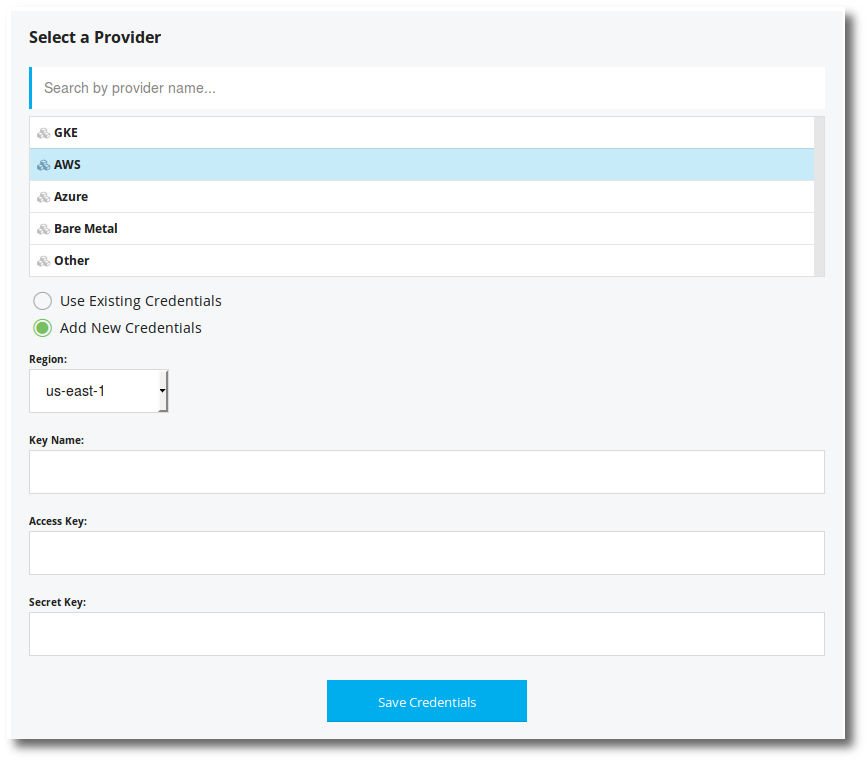 Select a Provider
Search by provider name...
GKE
AWS
Azure
Bare Metal
Other
Use Existing Credentials
Add New Credentials
Region:
us-east-1
Key Name:
Access Key:
Secret Key:
Save Credentials